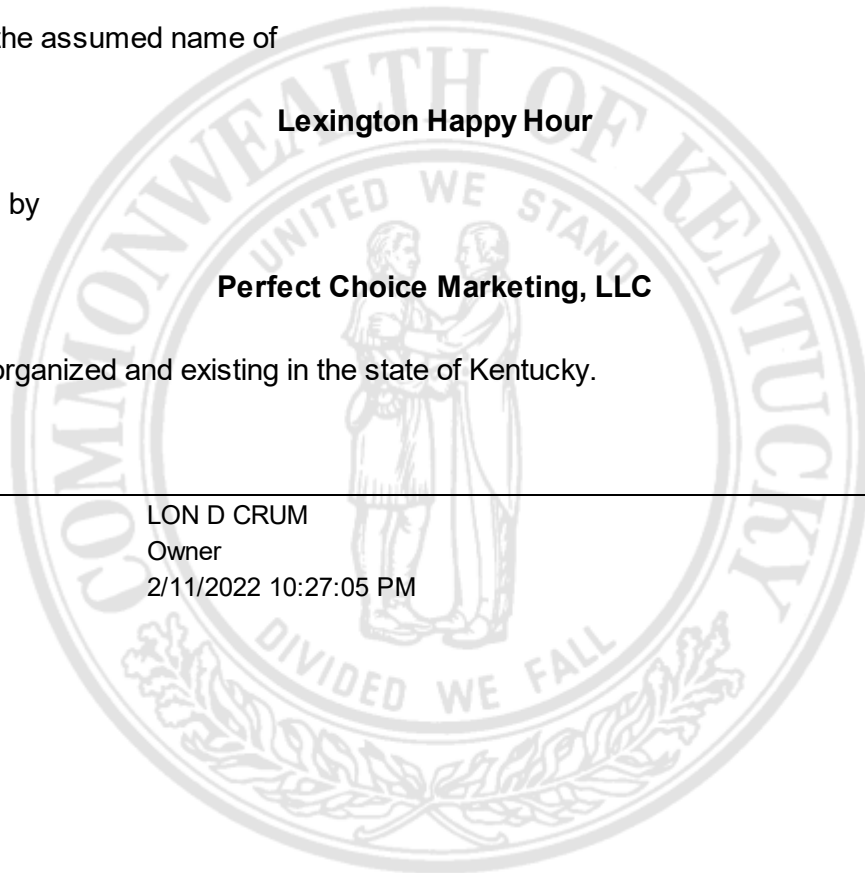 the assumed name of
Lexington Happy Hour
by
Perfect Choice Marketing, LLC
organized and existing in the state of Kentucky.
LON D CRUM
Owner
2/11/2022 10:27:05 PM
COMMONWEALTH OF KENTUCKY
UNITED WE STAND
DIVIDED WE FALL